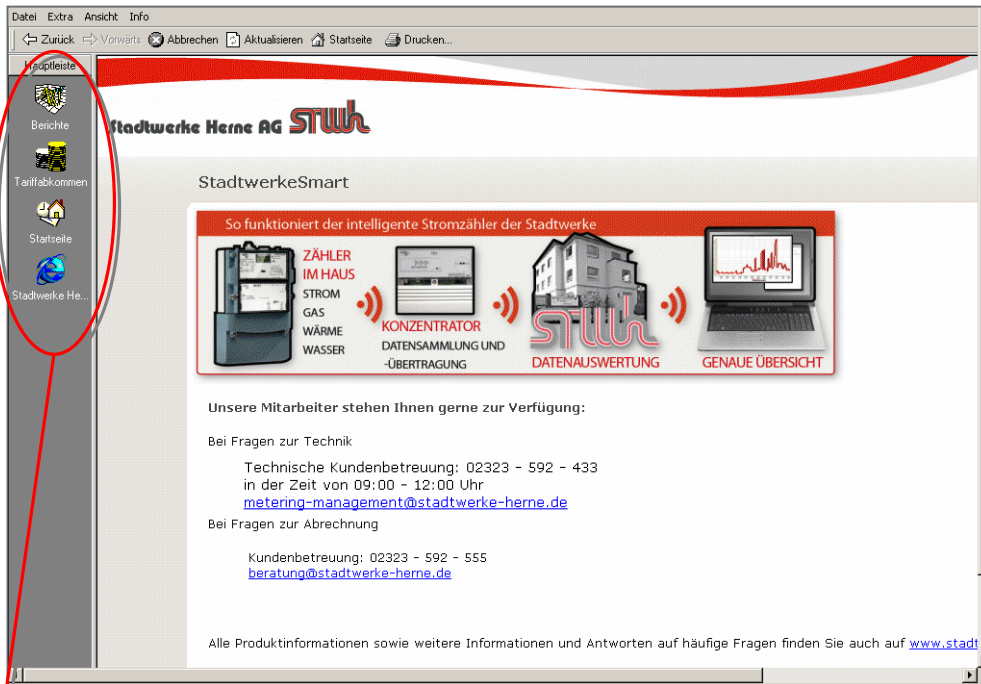 Datei Extra Ansicht Info
Zurück Vorwärts Abbrechen Aktualisieren Startseite Drucken...
Hauptleiste
Berichte
Tariffabkommen
Startseite
Stadtwerke He...
Stadtwerke Herne AG stwh
StadtwerkeSmart
So funktioniert der intelligente Stromzähler der Stadtwerke
ZÄHLER
IM HAUS
STROM
GAS
WÄRME
WASSER
KONZENTRATOR
DATENSAMMLUNG UND
-ÜBERTRAGUNG
stwh
DATENAUSWERTUNG
GENAUE ÜBERSICHT
Unsere Mitarbeiter stehen Ihnen gerne zur Verfügung:
Bei Fragen zur Technik
Technische Kundenbetreuung: 02323 - 592 - 433
in der Zeit von 09:00 - 12:00 Uhr
metering-management@stadtwerke-herne.de
Bei Fragen zur Abrechnung
Kundenbetreuung: 02323 - 592 - 555
beratung@stadtwerke-herne.de
Alle Produktinformationen sowie weitere Informationen und Antworten auf häufige Fragen finden Sie auch auf www.stadt